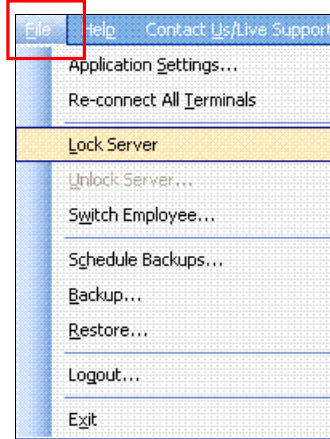 File Help Contact Us/Live Support
Application Settings...
Re-connect All Terminals
Lock Server
Unlock Server...
Switch Employee...
Schedule Backups...
Backup...
Restore...
Logout...
Exit